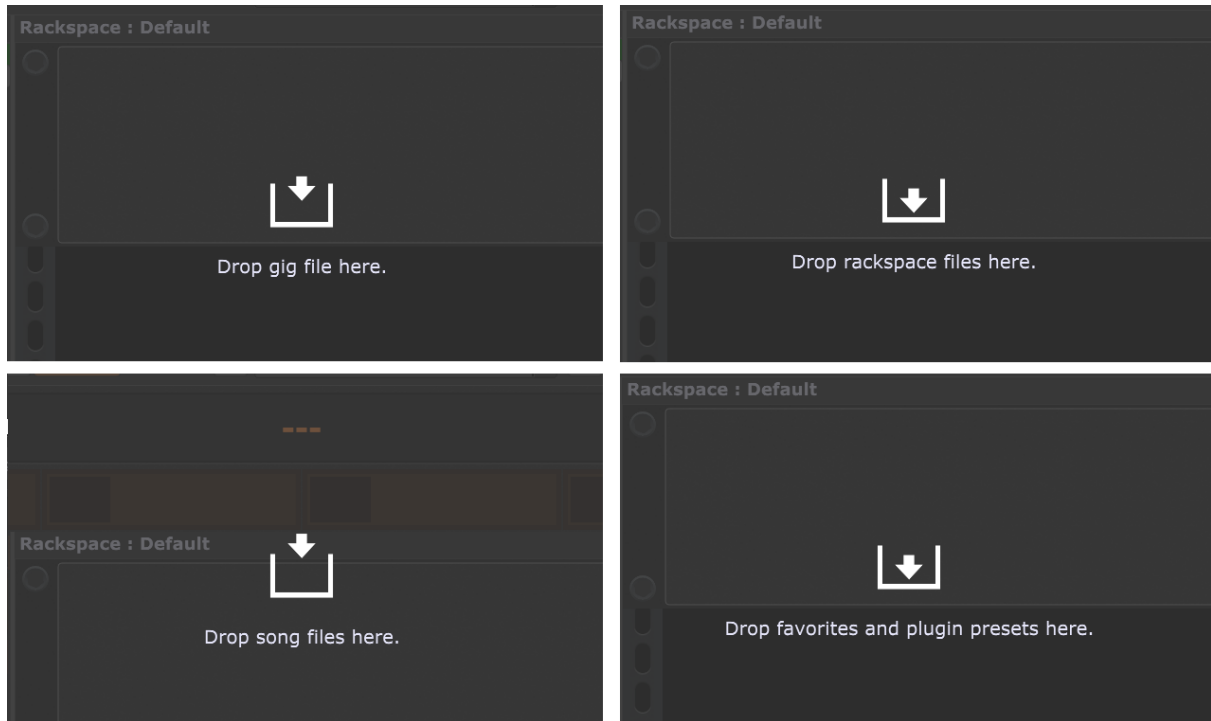 Rackspace : Default
Drop gig file here.
Rackspace : Default
Drop rackspace files here.
---
Rackspace : Default
Drop song files here.
Rackspace : Default
Drop favorites and plugin presets here.